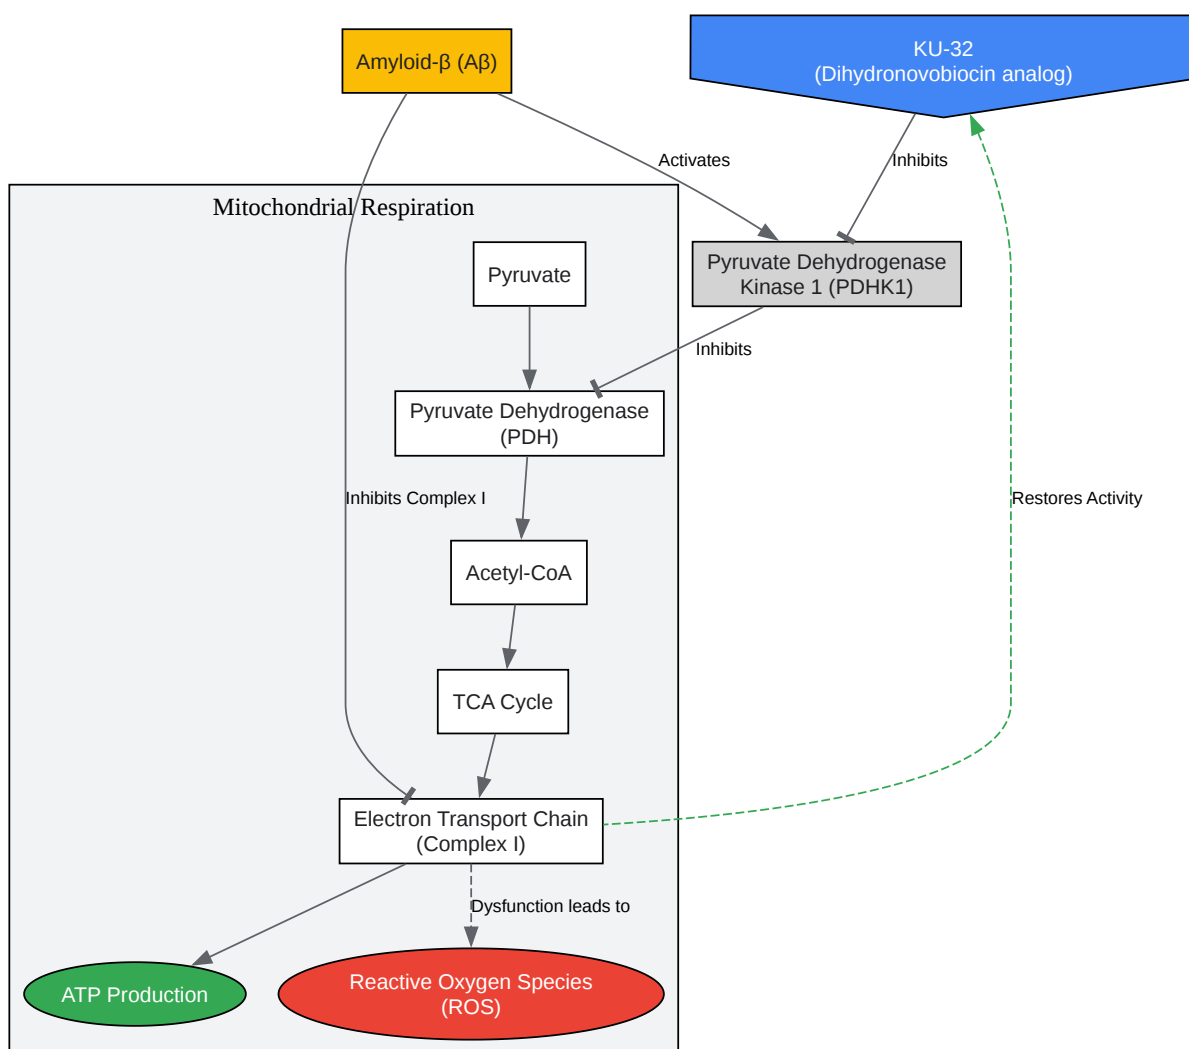 Amyloid-β (Aβ)
KU-32
(Dihydronovobiocin analog)
Activates
Inhibits
Mitochondrial Respiration
Pyruvate
Pyruvate Dehydrogenase
Kinase 1 (PDHK1)
Inhibits
Pyruvate Dehydrogenase
(PDH)
Inhibits Complex I
Restores Activity
Acetyl-CoA
TCA Cycle
Electron Transport Chain
(Complex I)
Dysfunction leads to
ATP Production
Reactive Oxygen Species
(ROS)